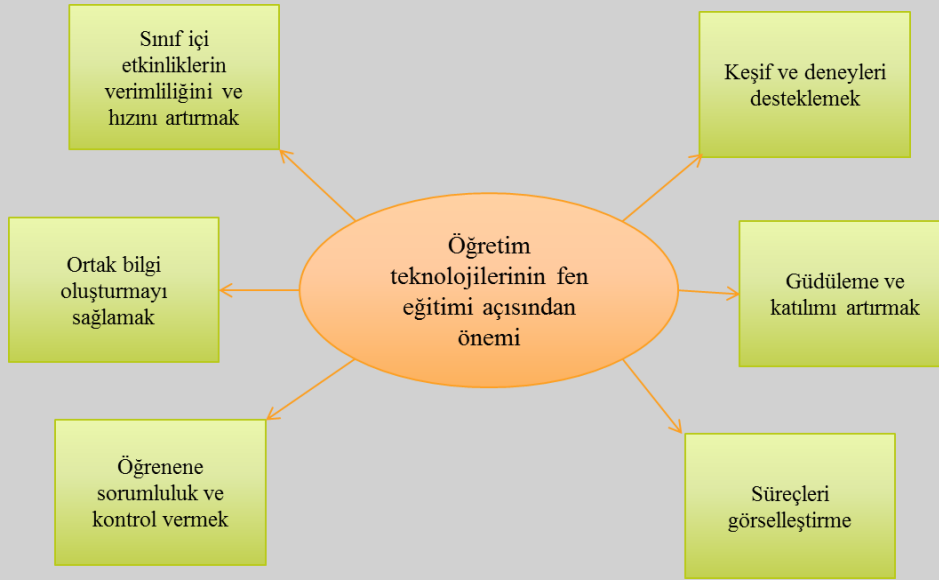 Sınıf içi
etkinliklerin
verimliliğini ve
hızını artırmak
Keşif ve deneyleri
desteklemek
Ortak bilgi
oluşturmayı
sağlamak
Öğretim
teknolojilerinin fen
eğitimi açısından
önemi
Güdüleme ve
katılımı artırmak
Öğrenene
sorumluluk ve
kontrol vermek
Süreçleri
görselleştirme